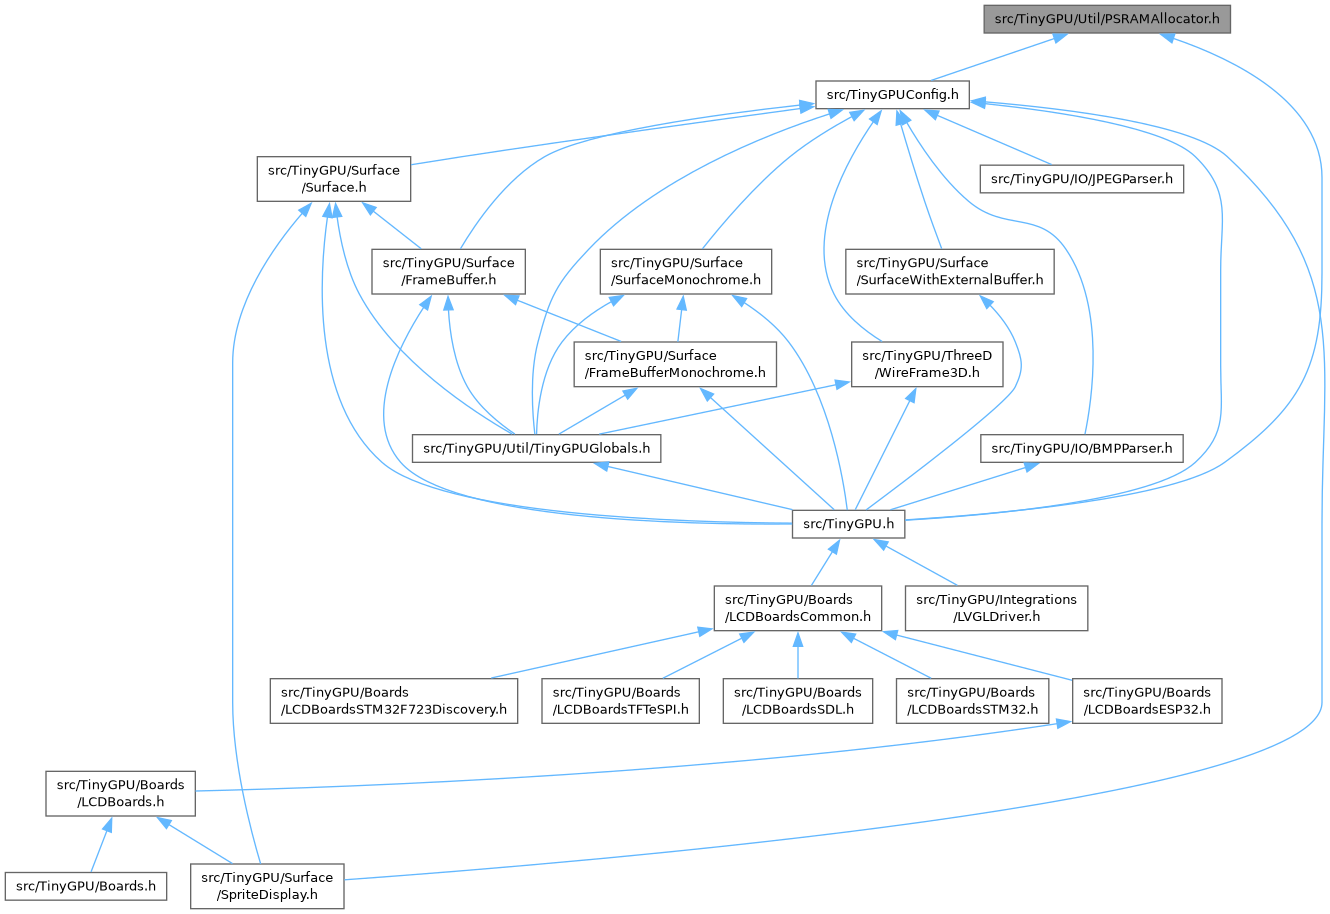 src/TinyGPU/Util/PSRAMAllocator.h
src/TinyGPUConfig.h
src/TinyGPU/Surface
/Surface.h
src/TinyGPU/IO/JPEGParser.h
src/TinyGPU/Surface
/FrameBuffer.h
src/TinyGPU/Surface
/SurfaceMonochrome.h
src/TinyGPU/Surface
/SurfaceWithExternalBuffer.h
src/TinyGPU/Surface
/FrameBufferMonochrome.h
src/TinyGPU/ThreeD
/WireFrame3D.h
src/TinyGPU/Util/TinyGPUGlobals.h
src/TinyGPU/IO/BMPParser.h
src/TinyGPU.h
src/TinyGPU/Boards
/LCDBoardsCommon.h
src/TinyGPU/Integrations
/LVGLDriver.h
src/TinyGPU/Boards
/LCDBoardsSTM32F723Discovery.h
src/TinyGPU/Boards
/LCDBoardsTFTeSPI.h
src/TinyGPU/Boards
/LCDBoardsSDL.h
src/TinyGPU/Boards
/LCDBoardsSTM32.h
src/TinyGPU/Boards
/LCDBoardsESP32.h
src/TinyGPU/Boards
/LCDBoards.h
src/TinyGPU/Boards.h
src/TinyGPU/Surface
/SpriteDisplay.h